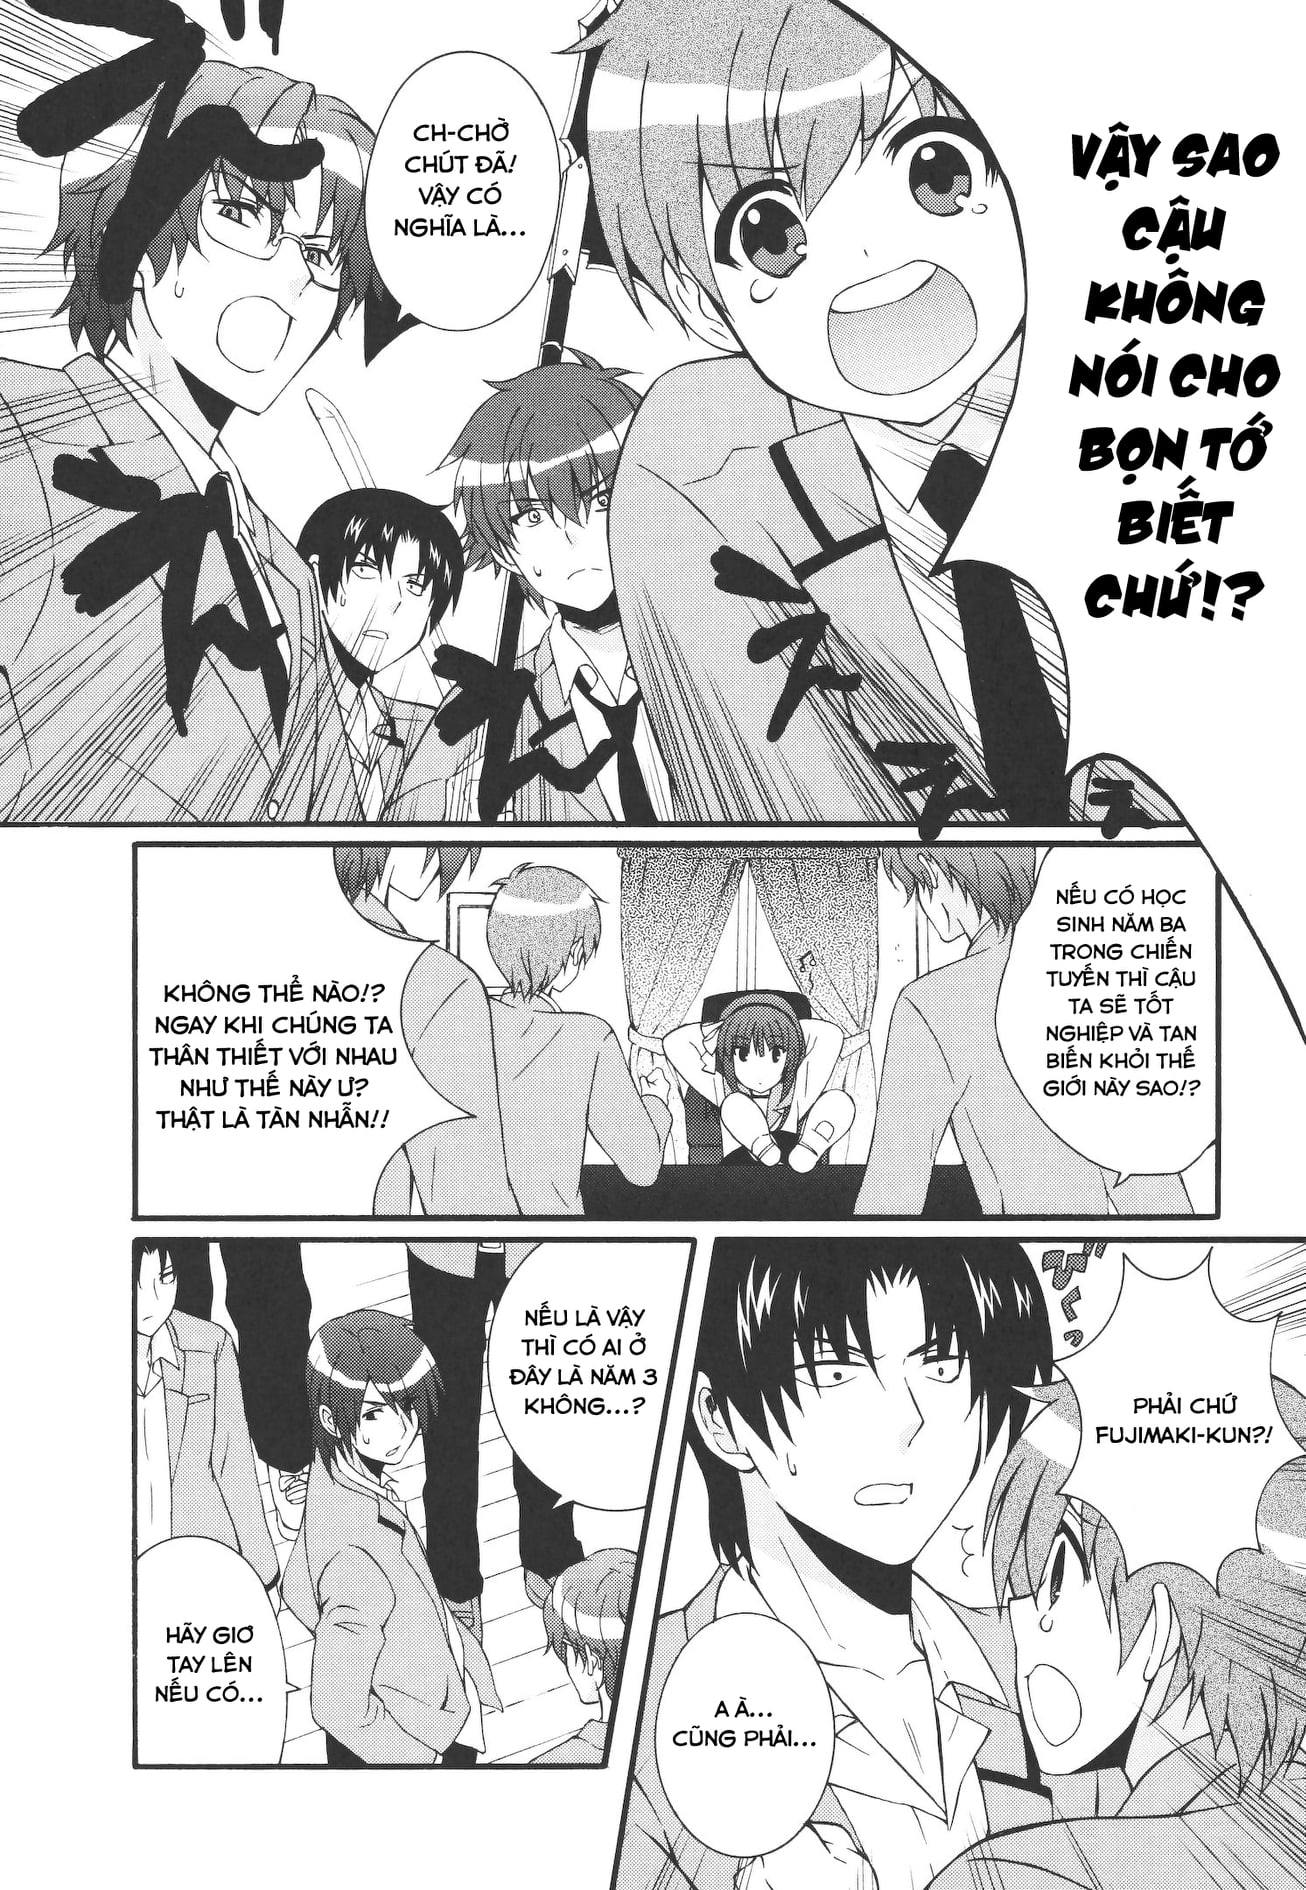 VẬY SAO
CẬU
KHÔNG
NÓI CHO
BỌN TỚ
BIẾT
CHỨ!?
CH-CHỜ
CHÚT ĐÃ!
VẬY CÓ
NGHĨA LÀ...
NẾU CÓ HỌC
SINH NĂM BA
TRONG CHIẾN
TUYẾN THÌ CẬU
TA SẼ TỐT
NGHIỆP VÀ TAN
BIẾN KHỎI THẾ
GIỚI NÀY SAO!?
KHÔNG THỂ NÀO!?
NGAY KHI CHÚNG TA
THÂN THIẾT VỚI NHAU
NHƯ THẾ NÀY Ư?
THẬT LÀ TÀN NHẪN!!
PHẢI CHỨ
FUJIMAKI-KUN?!
A À...
CŨNG PHẢI...
NẾU LÀ VẬY
THÌ CÓ AI Ở
ĐÂY LÀ NĂM 3
KHÔNG...?
HÃY GIƠ
TAY LÊN
NẾU CÓ...